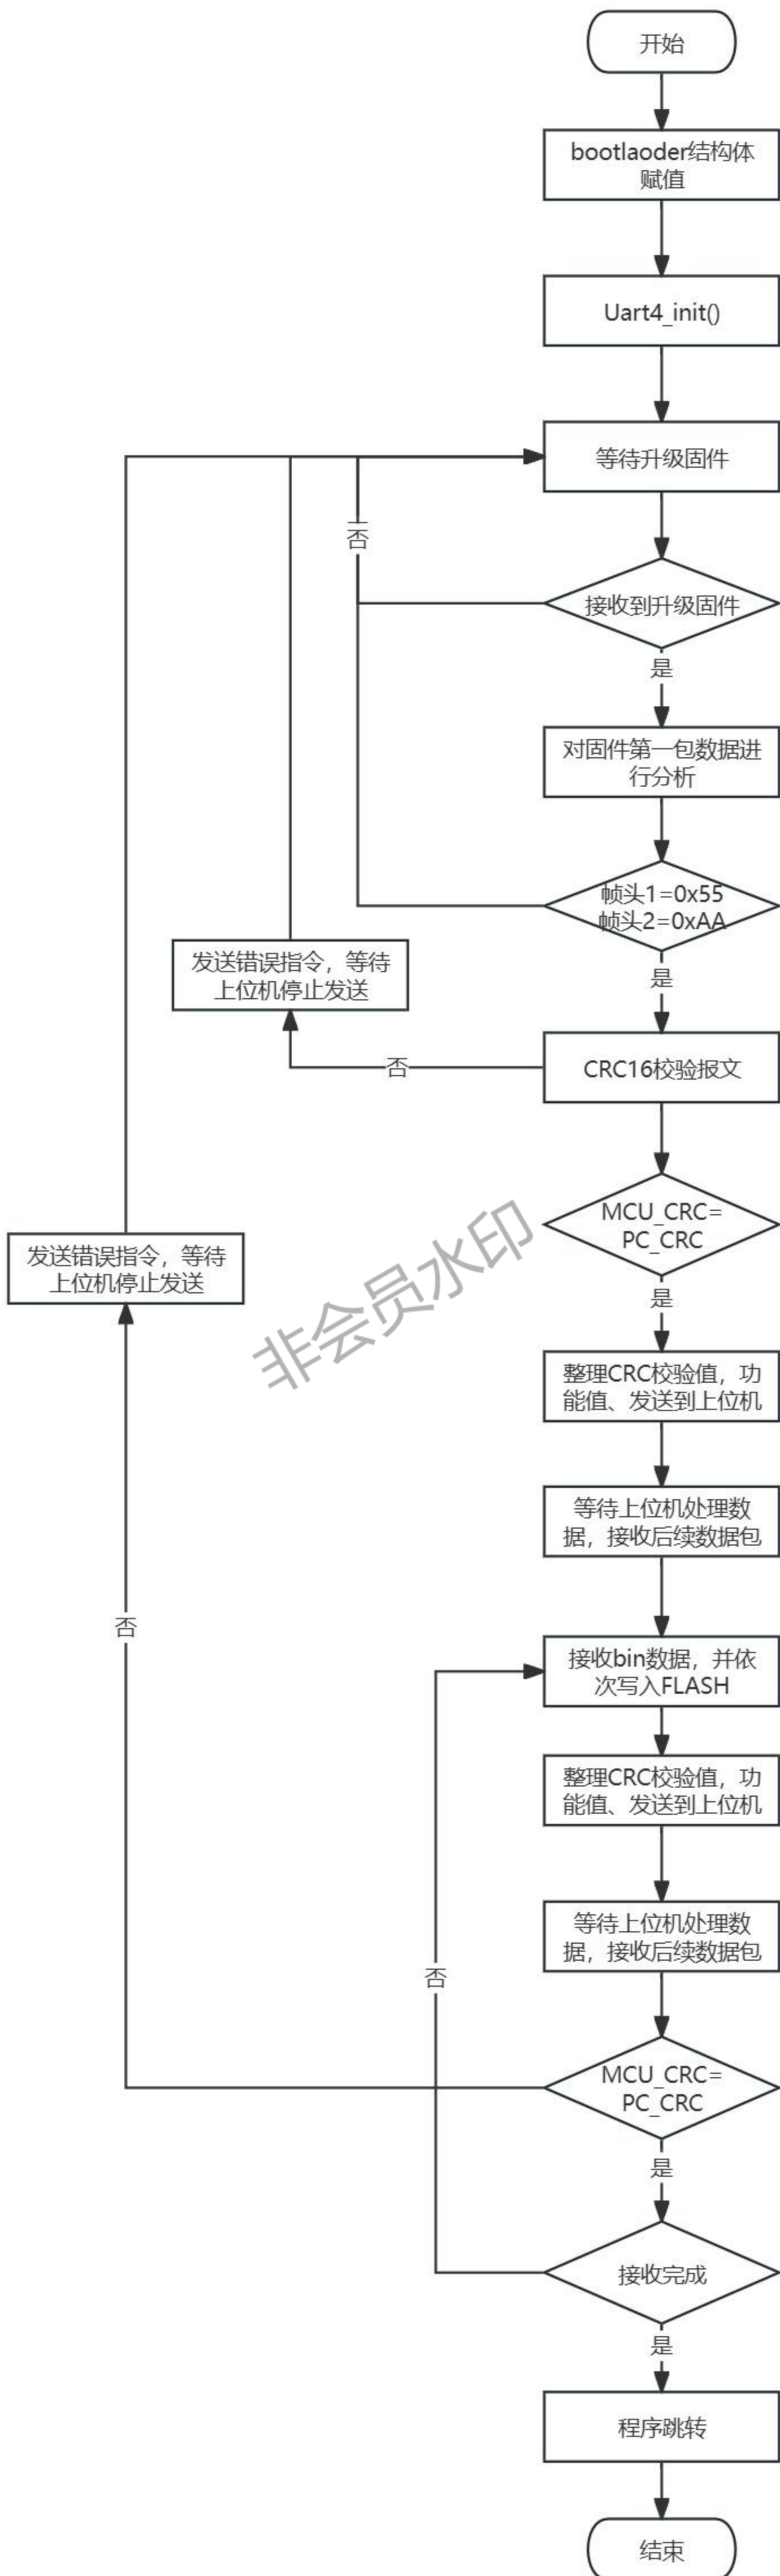 开始
bootlaoder结构体
赋值
Uart4_init()
等待升级固件
否
接收到升级固件
是
对固件第一包数据进
行分析
帧头1=0x55
帧头2=0xAA
发送错误指令，等待
上位机停止发送
是
否
CRC16校验报文
MCU_CRC=
PC_CRC
发送错误指令，等待
上位机停止发送
是
非会员水印
整理CRC校验值，功
能值、发送到上位机
等待上位机处理数
据，接收后续数据包
否
接收bin数据，并依
次写入FLASH
整理CRC校验值，功
能值、发送到上位机
等待上位机处理数
据，接收后续数据包
否
MCU_CRC=
PC_CRC
是
接收完成
是
程序跳转
结束